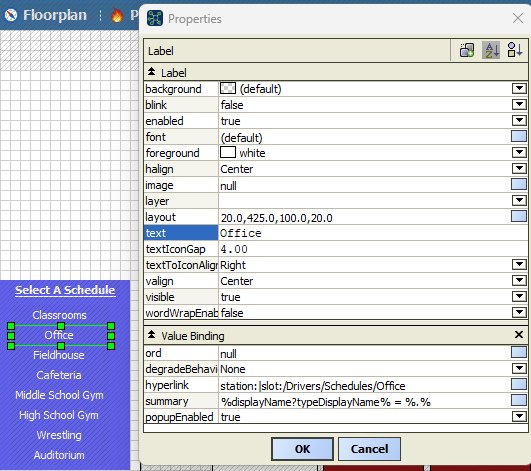 Floorplan
P
Select A Schedule
Classrooms
Office
Fieldhouse
Cafeteria
Middle School Gym
High School Gym
Wrestling
Auditorium
Properties
Label
Label
background (default)
blink false
enabled true
font (default)
foreground white
halign Center
image null
layer
layout 20.0,425.0,100.0,20.0
text Office
textIconGap 4.00
textToIconAlign Right
valign Center
visible true
wordWrapEnab false
Value Binding
ord null
degradeBehavi None
hyperlink station:|slot:/Drivers/Schedules/Office
summary %displayName?typeDisplayName% = %.%
popupEnabled true
OK Cancel